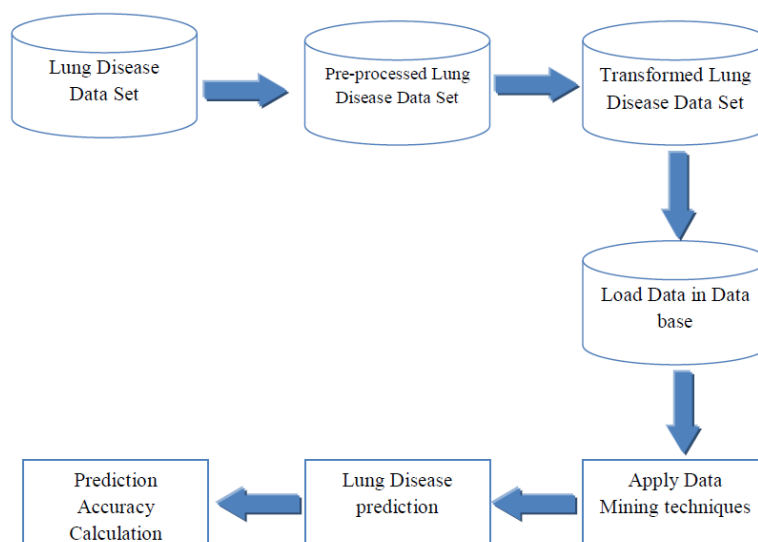 Lung Disease
Data Set
Pre-processed Lung
Disease Data Set
Transformed Lung
Disease Data Set
Load Data in Data
base
Apply Data
Mining techniques
Lung Disease
prediction
Prediction
Accuracy
Calculation